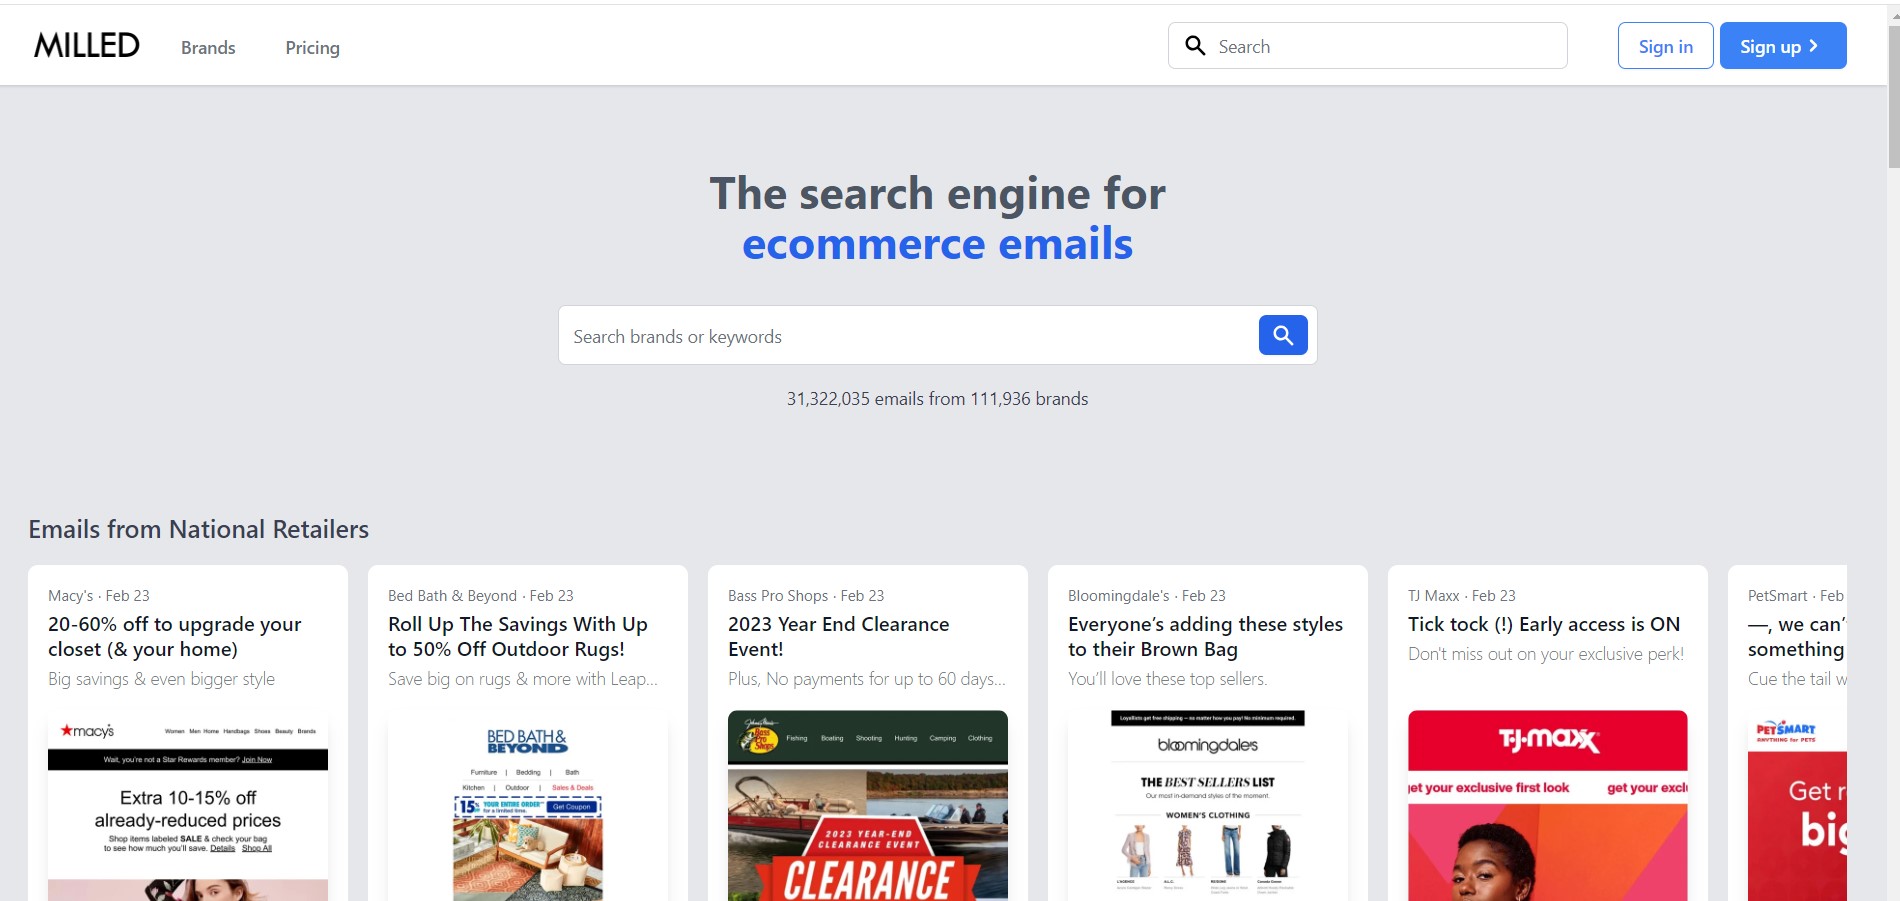 MILLED
Brands
Pricing
Search
Sign in
Sign up
The search engine for
ecommerce emails
Search brands or keywords
31,322,035 emails from 111,936 brands
Emails from National Retailers
Macy's · Feb 23
20-60% off to upgrade your
closet (& your home)
Big savings & even bigger style
★macy's
Women Men Home Handbags Shoes Beauty Brands
Wait, you're not a Star Rewards member? Join Now
Extra 10-15% off
already-reduced prices
Shop items labeled SALE & check your bag
to see how much you'll save. Details Shop All
Bed Bath & Beyond · Feb 23
Roll Up The Savings With Up
to 50% Off Outdoor Rugs!
Save big on rugs & more with Leap...
BED BATH &
BEYOND
Furniture | Bedding | Bath
Kitchen | Outdoor | Sales & Deals
15% YOUR ENTIRE ORDER
for a limited time.
Get Coupon
Bass Pro Shops · Feb 23
2023 Year End Clearance
Event!
Plus, No payments for up to 60 days...
Bass
Pro
Shops
Fishing Boating Shooting Hunting Camping Clothing
2023 YEAR-END
CLEARANCE EVENT
CLEARANCE
Bloomingdale's · Feb 23
Everyone’s adding these styles
to their Brown Bag
You’ll love these top sellers.
Loyallists get free shipping — no matter how you pay! No minimum required.
bloomingdale's
THE BEST SELLERS LIST
Our most in-demand styles of the moment.
WOMEN'S CLOTHING
TJ Maxx · Feb 23
Tick tock (!) Early access is ON
Don't miss out on your exclusive perk!
T.J.maxx
get your exclusive first look get your exclu
PetSmart · Feb
—, we can’
something
Cue the tail w
PETSMART
ANYTHING for PETS
Get r
big